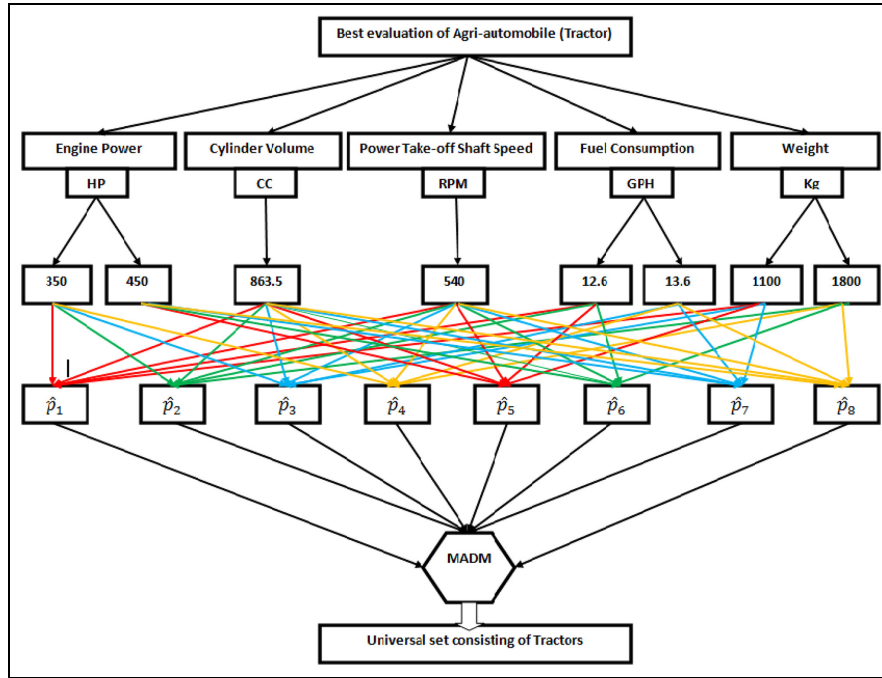 Best evaluation of Agri-automobile (Tractor)
Engine Power
Cylinder Volume
Power Take-off Shaft Speed
Fuel Consumption
Weight
HP
CC
RPM
GPH
Kg
350
450
863.5
540
12.6
13.6
1100
1800
p̂₁
p̂₂
p̂₃
p̂₄
p̂₅
p̂₆
p̂₇
p̂₈
MADM
Universal set consisting of Tractors